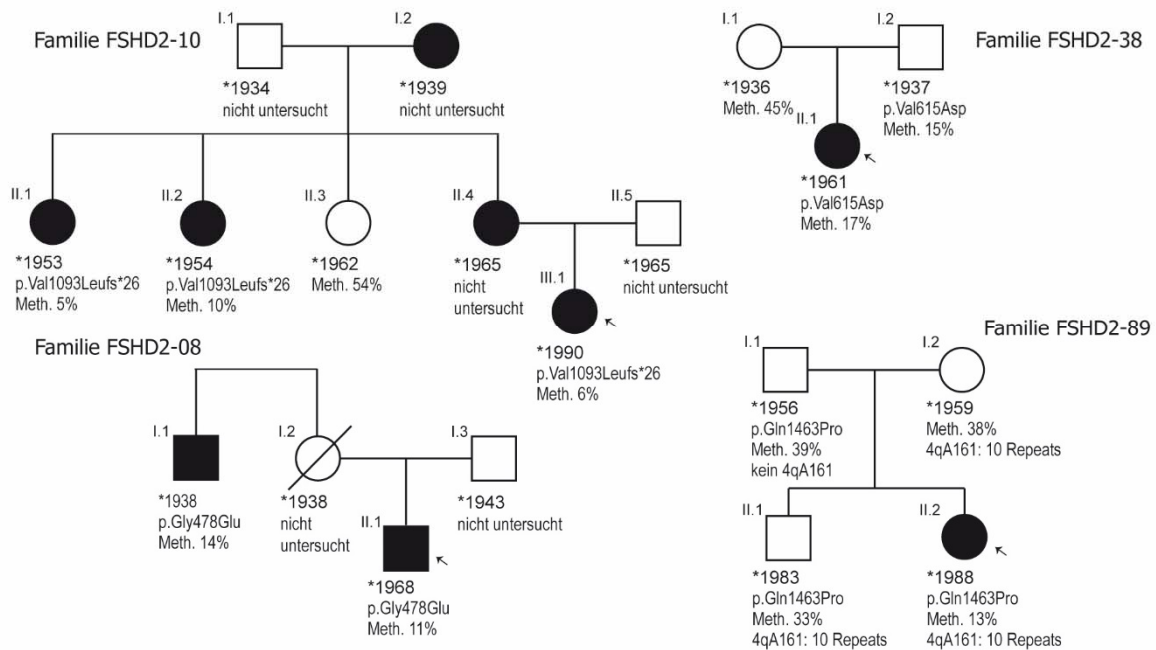 Familie FSHD2-10
I.1
I.2
*1934
nicht untersucht
*1939
nicht untersucht
II.1
*1953
p.Val1093Leufs*26
Meth. 5%
II.2
*1954
p.Val1093Leufs*26
Meth. 10%
II.3
*1962
Meth. 54%
II.4
*1965
nicht
untersucht
II.5
*1965
nicht untersucht
III.1
*1990
p.Val1093Leufs*26
Meth. 6%
Familie FSHD2-38
I.1
*1936
Meth. 45%
I.2
*1937
p.Val615Asp
Meth. 15%
II.1
*1961
p.Val615Asp
Meth. 17%
Familie FSHD2-08
I.1
*1938
p.Gly478Glu
Meth. 14%
I.2
*1938
nicht
untersucht
I.3
*1943
nicht untersucht
II.1
*1968
p.Gly478Glu
Meth. 11%
Familie FSHD2-89
I.1
*1956
p.Gln1463Pro
Meth. 39%
kein 4qA161
I.2
*1959
Meth. 38%
4qA161: 10 Repeats
II.1
*1983
p.Gln1463Pro
Meth. 33%
4qA161: 10 Repeats
II.2
*1988
p.Gln1463Pro
Meth. 13%
4qA161: 10 Repeats